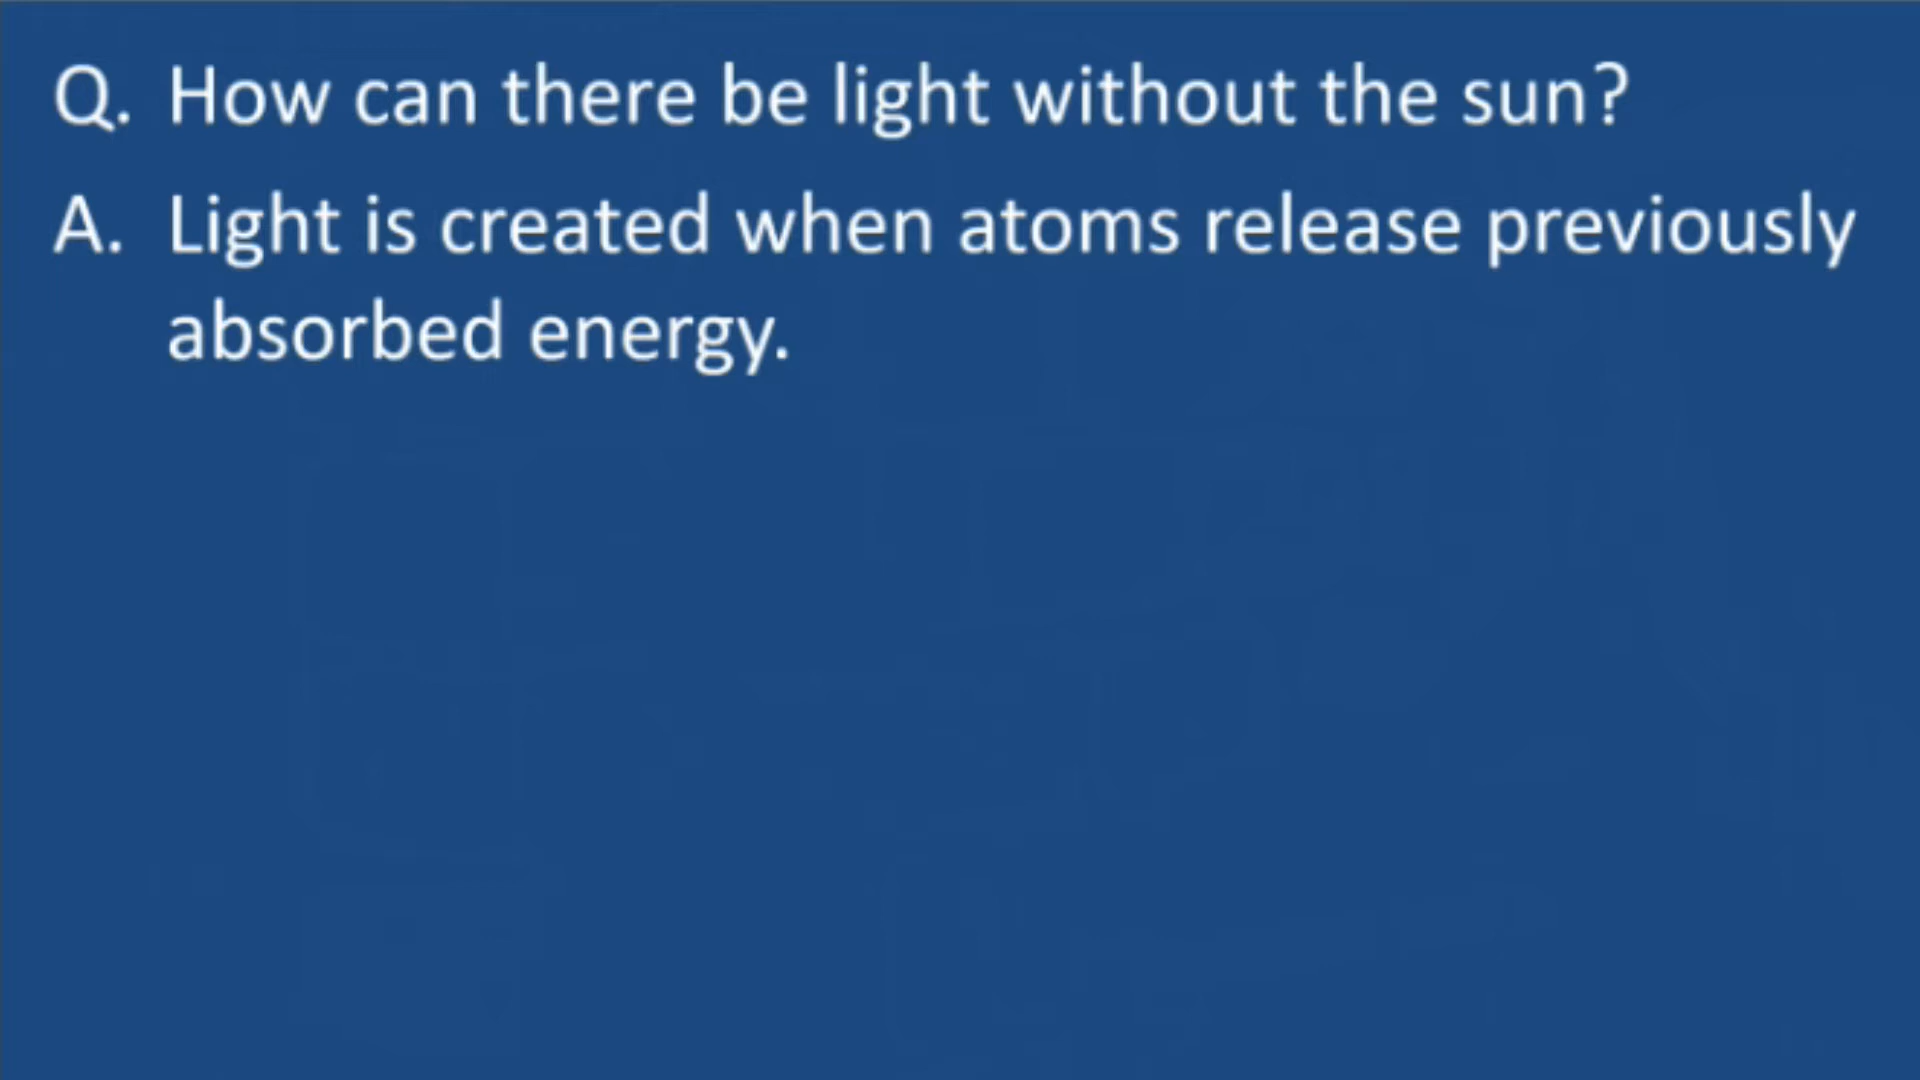 Q. How can there be light without the sun?
A. Light is created when atoms release previously
absorbed energy.